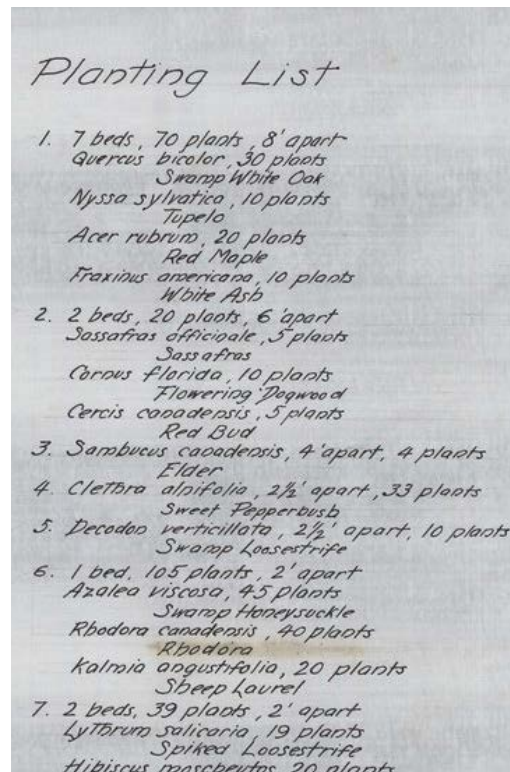 Planting List
1. 7 beds, 70 plants, 8' apart
Quercus bicolor, 30 plants
Swamp White Oak
Nyssa sylvatica, 10 plants
Tupelo
Acer rubrum, 20 plants
Red Maple
Fraxinus americana, 10 plants
White Ash
2. 2 beds, 20 plants, 6' apart
Sassafras officinale, 5 plants
Sassafras
Cornus florida, 10 plants
Flowering Dogwood
Cercis canadensis, 5 plants
Red Bud
3. Sambucus canadensis, 4' apart, 4 plants
Elder
4. Clethra alnifolia, 2½' apart, 33 plants
Sweet Pepperbush
5. Decodon verticillata, 2½' apart, 10 plants
Swamp Loosestrife
6. 1 bed, 105 plants, 2' apart
Azalea viscosa, 45 plants
Swamp Honeysuckle
Rhodora canadensis, 40 plants
Rhodora
Kalmia angustifolia, 20 plants
Sheep Laurel
7. 2 beds, 39 plants, 2' apart
Lythrum salicaria, 19 plants
Spiked Loosestrife
Hibiscus moscheutos, 20 plants